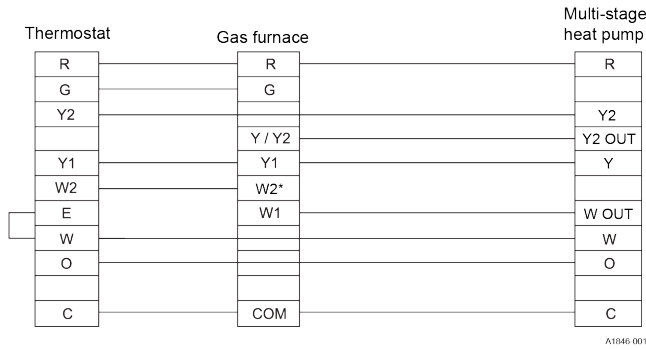 Multi-stage
heat pump
Thermostat
Gas furnace
R R R
G G
Y2 Y2
Y / Y2 Y2 OUT
Y1 Y1 Y
W2 W2*
E W1 W OUT
W W
O O
C COM C
A1846-001